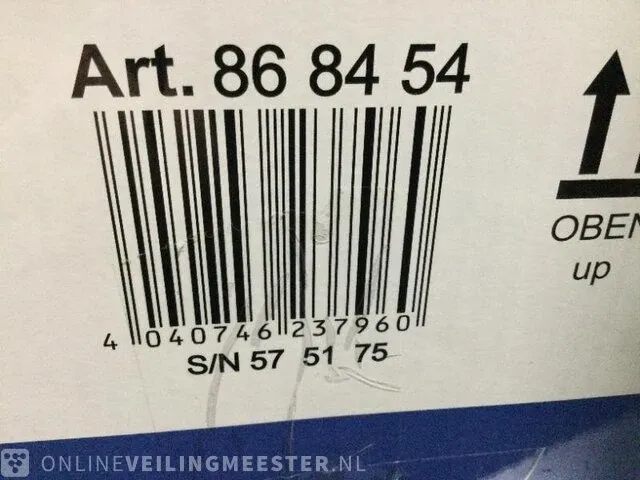 Art. 86 84 54
4 040746 237960
S/N 57 51 75
OBEN
up
ONLINEVEILINGMEESTER.NL